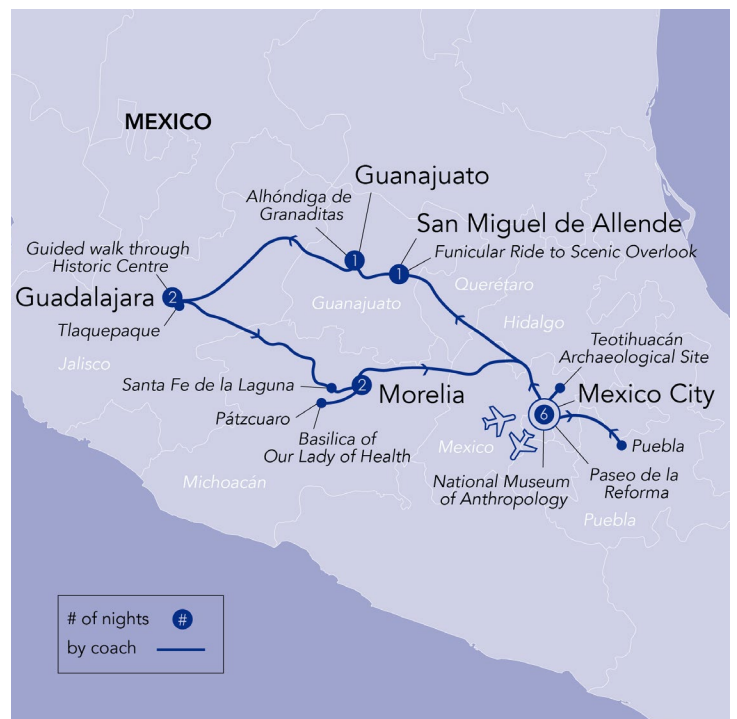 MEXICO
Guanajuato
Alhóndiga de
Granaditas
San Miguel de Allende
Funicular Ride to Scenic Overlook
Guided walk through
Historic Centre
1
1
Querétaro
Guadalajara
2
Guanajuato
Hidalgo
Tlaquepaque
Teotihuacán
Archaeological Site
Jalisco
Santa Fe de la Laguna
2
Morelia
Mexico City
Pátzcuaro
6
Basilica of
Our Lady of Health
Mexico
Puebla
National Museum
of Anthropology
Paseo de la
Reforma
Michoacán
Puebla
# of nights
#
by coach